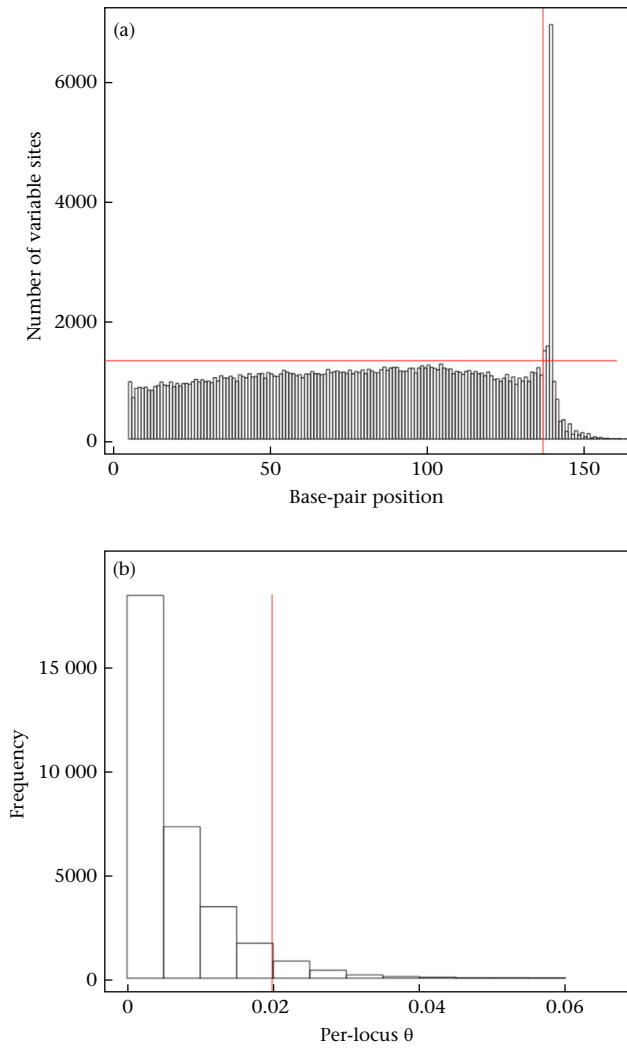 (a)
6000
4000
2000
0
Number of variable sites
0 50 100 150
Base-pair position
(b)
15 000
10 000
5000
0
Frequency
0 0.02 0.04 0.06
Per-locus θ